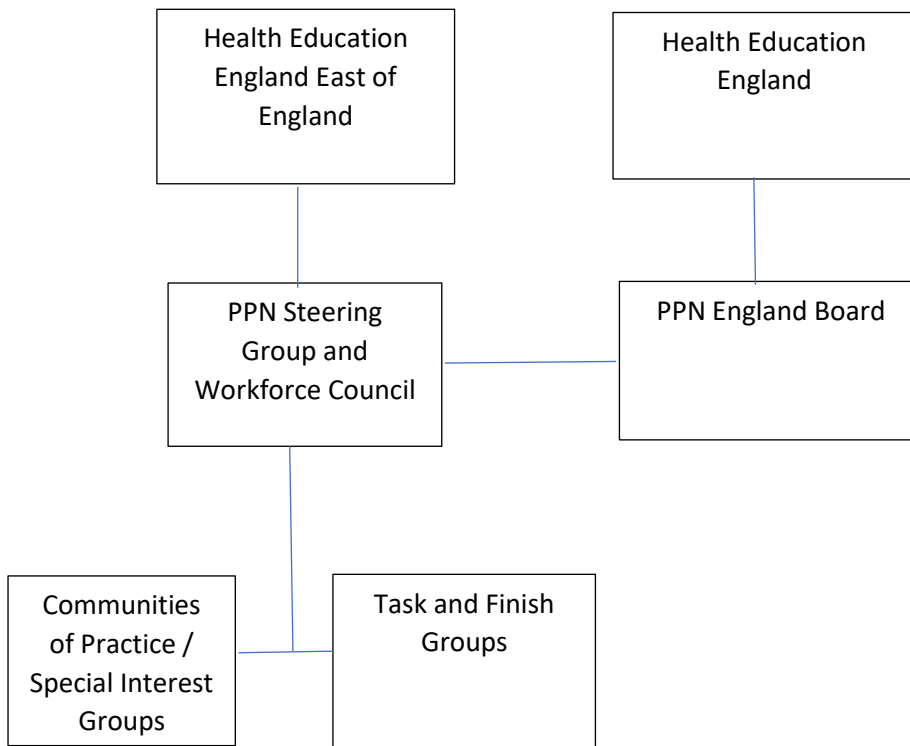 Health Education
England East of
England
Health Education
England
PPN Steering
Group and
Workforce Council
PPN England Board
Communities
of Practice /
Special Interest
Groups
Task and Finish
Groups